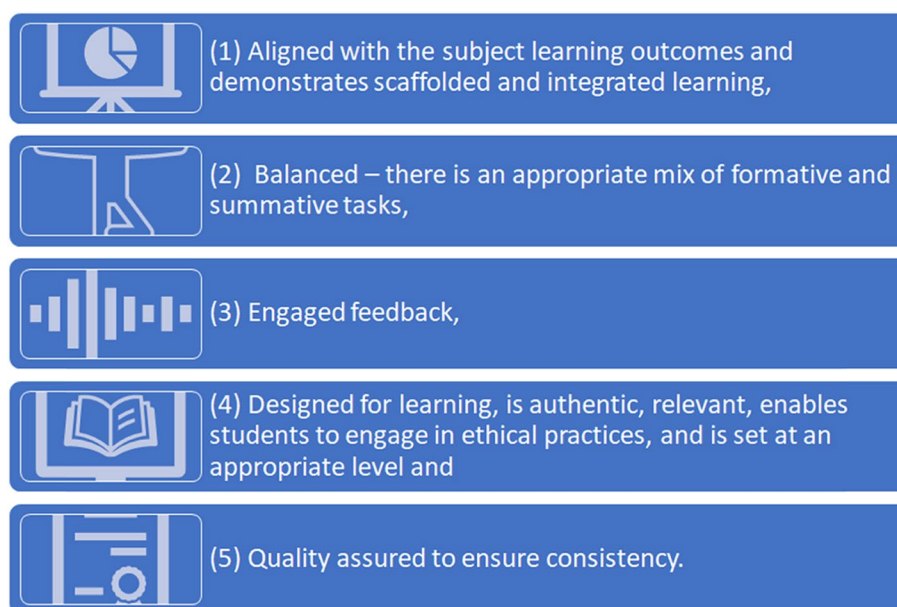 (1) Aligned with the subject learning outcomes and
demonstrates scaffolded and integrated learning,
(2)  Balanced – there is an appropriate mix of formative and
summative tasks,
(3) Engaged feedback,
(4) Designed for learning, is authentic, relevant, enables
students to engage in ethical practices, and is set at an
appropriate level and
(5) Quality assured to ensure consistency.